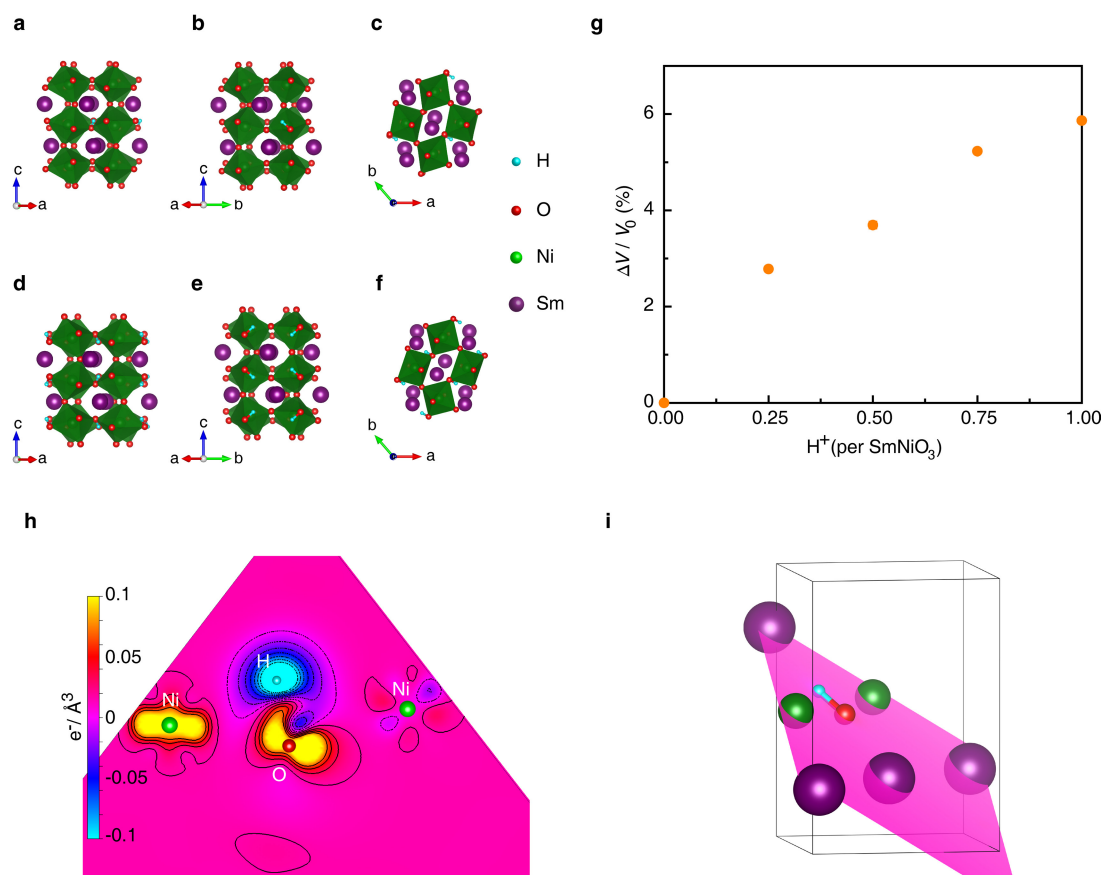 a
b
c
g
c
a
c
a
b
b
a
H
O
Ni
Sm
d
e
f
c
a
c
a
b
b
a
6
4
2
0
ΔV / V0 (%)
0.00
0.25
0.50
0.75
1.00
H+(per SmNiO3)
h
i
0.1
0.05
0
-0.05
-0.1
e-/ Å3
H
Ni
Ni
O